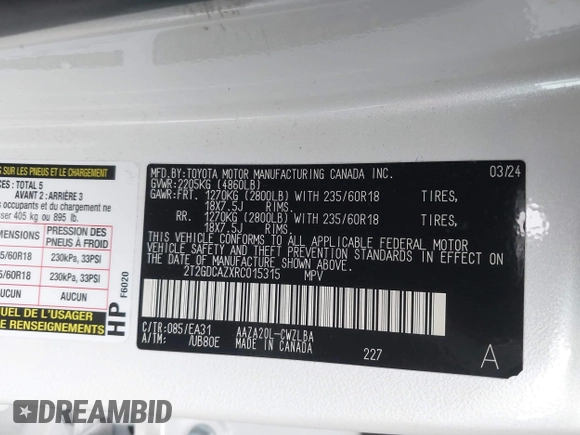 S SUR LES PNEUS ET LE CHARGEMENT
CES : TOTAL 5
AVANT 2 : ARRIÈRE 3
s occupants et du chargement ne
ser 405 kg ou 895 lb.
MENSIONS
PRESSION DES
PNEUS À FROID
5/60R18
230kPa, 33PSI
5/60R18
230kPa, 33PSI
AUCUN
AUCUN
UEL DE L'USAGER
DE RENSEIGNEMENTS
HP
F6020
MFD.BY:TOYOTA MOTOR MANUFACTURING CANADA INC. 03/24
GVWR:2205KG (4860LB)
GAWR:FRT. 1270KG (2800LB) WITH 235/60R18 TIRES,
18X7.5J RIMS.
RR. 1270KG (2800LB) WITH 235/60R18 TIRES,
18X7.5J RIMS.
THIS VEHICLE CONFORMS TO ALL APPLICABLE FEDERAL MOTOR
VEHICLE SAFETY AND THEFT PREVENTION STANDARDS IN EFFECT
ON THE DATE OF MANUFACTURE SHOWN ABOVE.
2T2GDCAZXRC015315 MPV
C/TR:085/EA31 AAZA20L-CWZLBA
A/TM: /UB80E MADE IN CANADA
227
A
DREAMBID